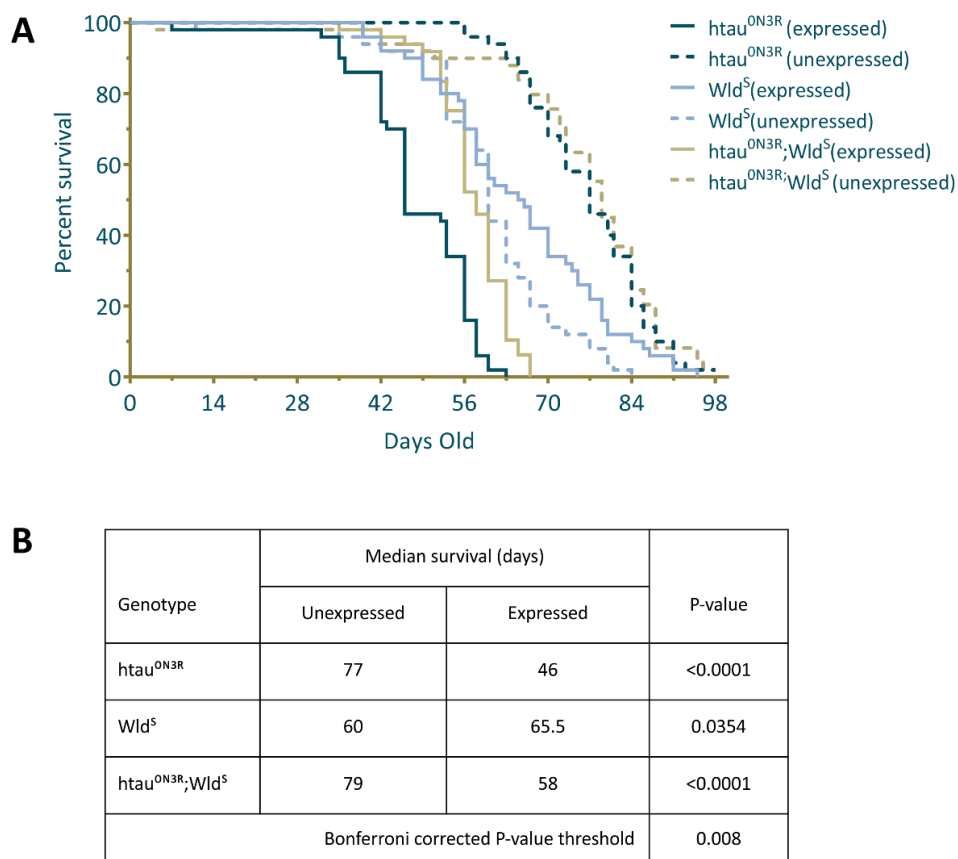 A
Percent survival
100
80
60
40
20
0
0 14 28 42 56 70 84 98
Days Old
htau⁰ᴺ³ᴿ (expressed)
htau⁰ᴺ³ᴿ (unexpressed)
Wldˢ (expressed)
Wldˢ (unexpressed)
htau⁰ᴺ³ᴿ;Wldˢ (expressed)
htau⁰ᴺ³ᴿ;Wldˢ (unexpressed)
B
Genotype
Median survival (days)
P-value
Unexpressed Expressed
htau⁰ᴺ³ᴿ 77 46 <0.0001
Wldˢ 60 65.5 0.0354
htau⁰ᴺ³ᴿ;Wldˢ 79 58 <0.0001
Bonferroni corrected P-value threshold 0.008